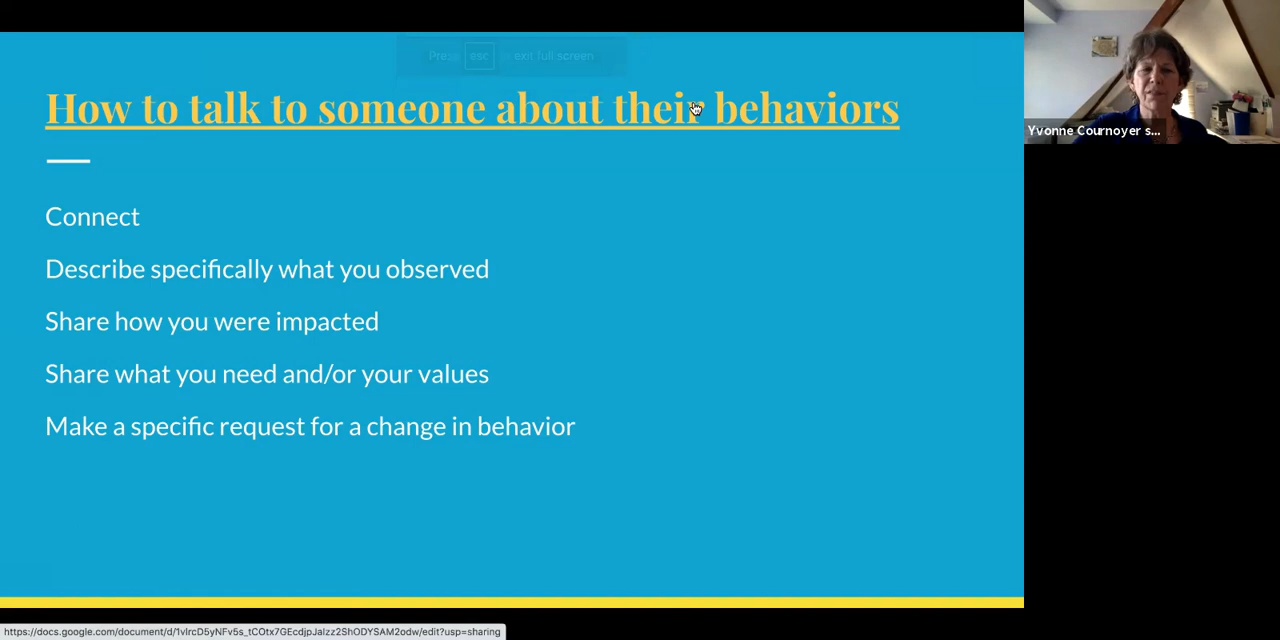 Press esc to exit full screen
How to talk to someone about their behaviors
Connect
Describe specifically what you observed
Share how you were impacted
Share what you need and/or your values
Make a specific request for a change in behavior
Yvonne Cournoyer s...
https://docs.google.com/document/d/1vlrcD5yNFv5s_tCOtx7GEcdjpJalzz2ShODYSAM2odw/edit?usp=sharing